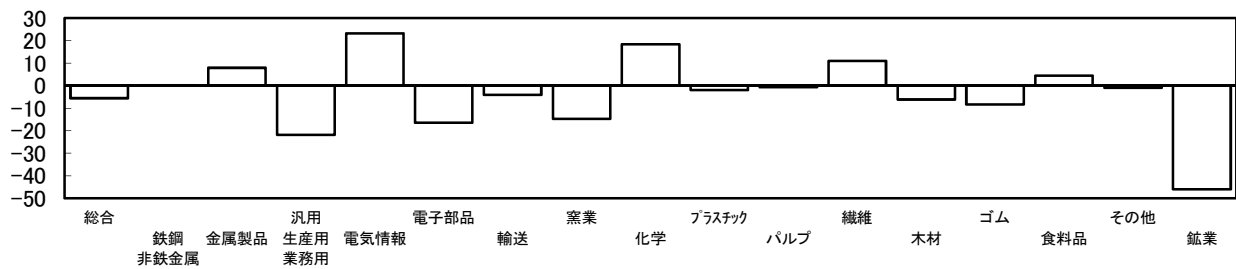 30
20
10
0
-10
-20
-30
-40
-50
総合
鉄鋼
非鉄金属
金属製品
汎用
生産用
業務用
電気情報
電子部品
輸送
窯業
化学
プラスチック
パルプ
繊維
木材
ゴム
食料品
その他
鉱業